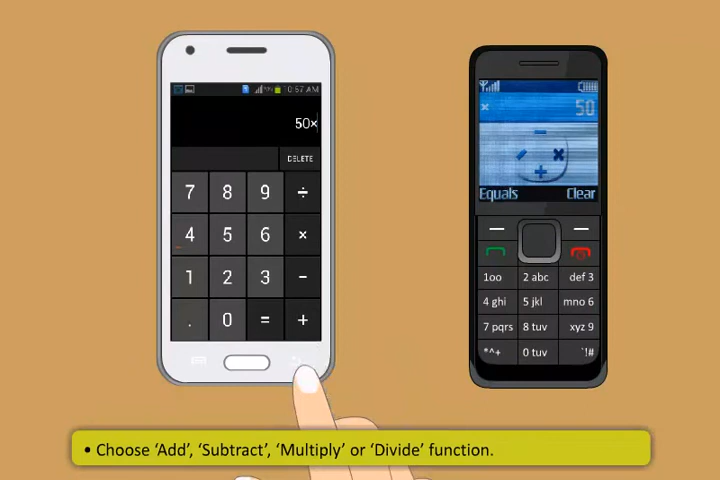 10:57 AM
50×
DELETE
7 8 9 ÷
4 5 6 ×
1 2 3 −
. 0 = +
× 50
Equals Clear
1oo 2 abc def 3
4 ghi 5 jkl mno 6
7 pqrs 8 tuv xyz 9
*^+ 0 tuv `!#
• Choose ‘Add’, ‘Subtract’, ‘Multiply’ or ‘Divide’ function.